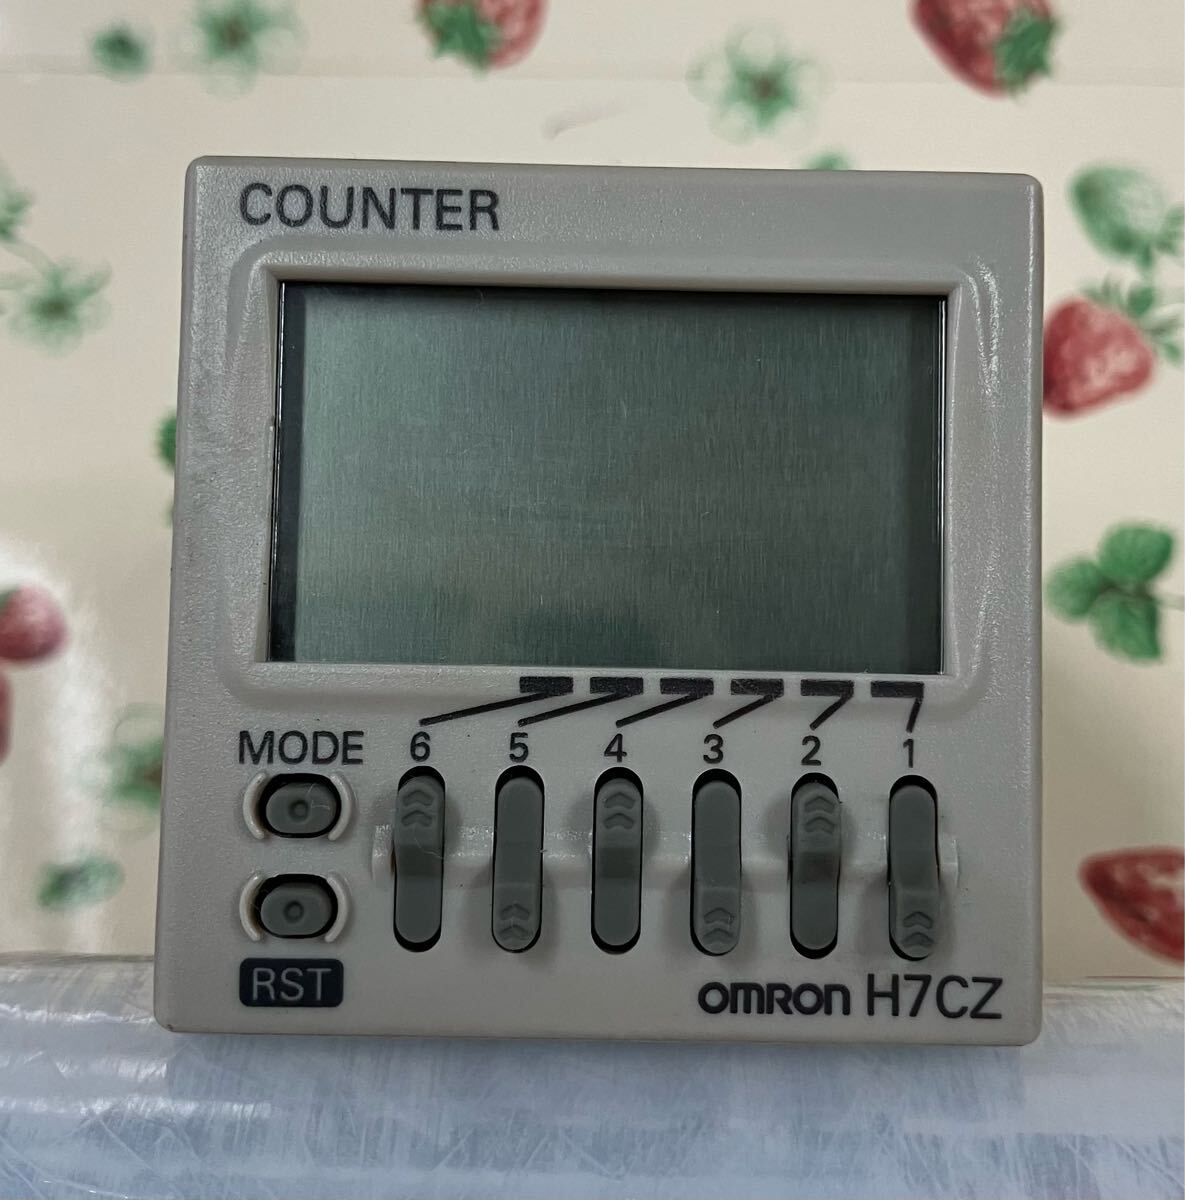 COUNTER
MODE 6 5 4 3 2 1
RST
omron H7CZ